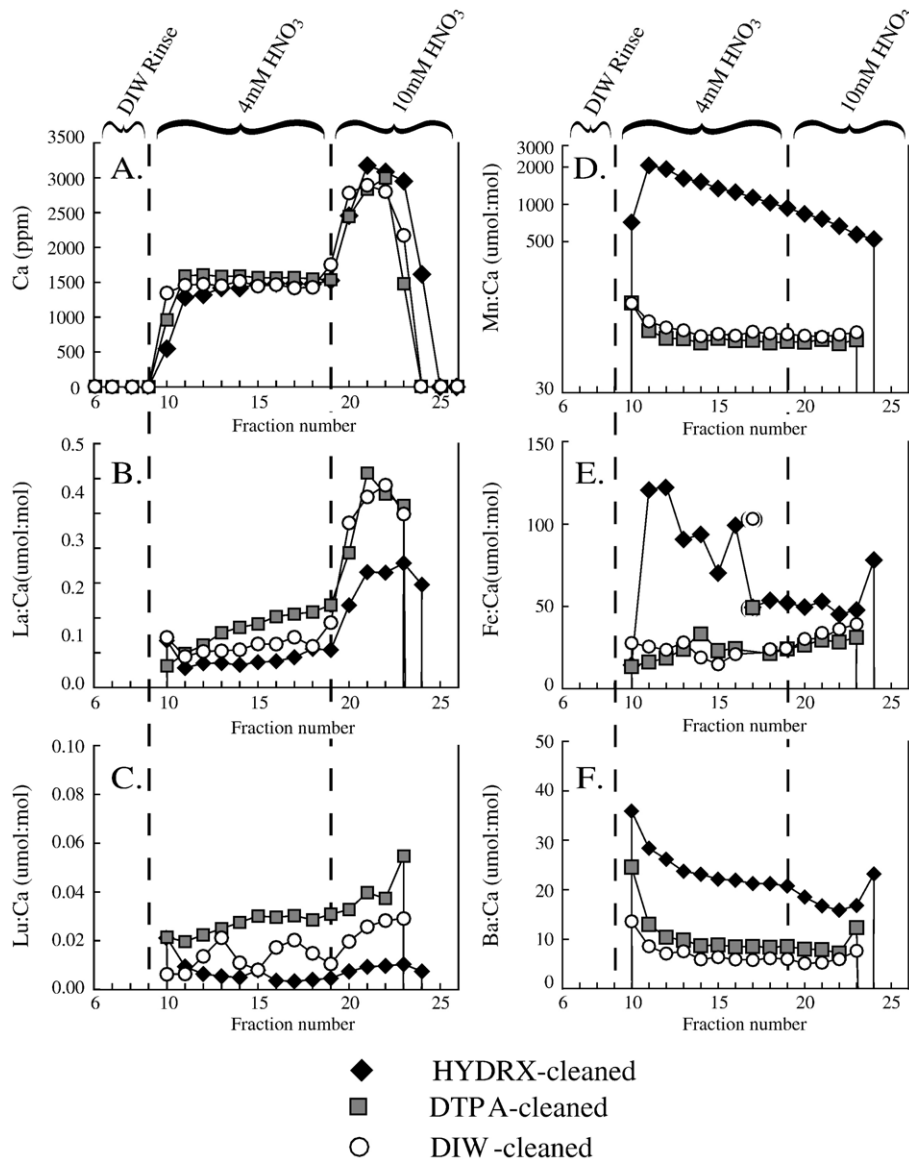 DIW Rinse
4mM HNO3
10mM HNO3
DIW Rinse
4mM HNO3
10mM HNO3
A.
Ca (ppm)
3500
3000
2500
2000
1500
1000
500
0
6
10
15
20
25
Fraction number
D.
Mn:Ca (umol:mol)
3000
2000
1000
500
30
6
10
15
20
25
Fraction number
B.
La:Ca(umol:mol)
0.5
0.4
0.3
0.2
0.1
0.0
6
10
15
20
25
Fraction number
E.
Fe:Ca(umol:mol)
150
100
50
0
6
10
15
20
25
Fraction number
C.
Lu:Ca (umol:mol)
0.10
0.08
0.06
0.04
0.02
0.00
6
10
15
20
25
Fraction number
F.
Ba:Ca (umol:mol)
50
40
30
20
10
0
6
10
15
20
25
Fraction number
HYDRX-cleaned
DTPA-cleaned
DIW-cleaned